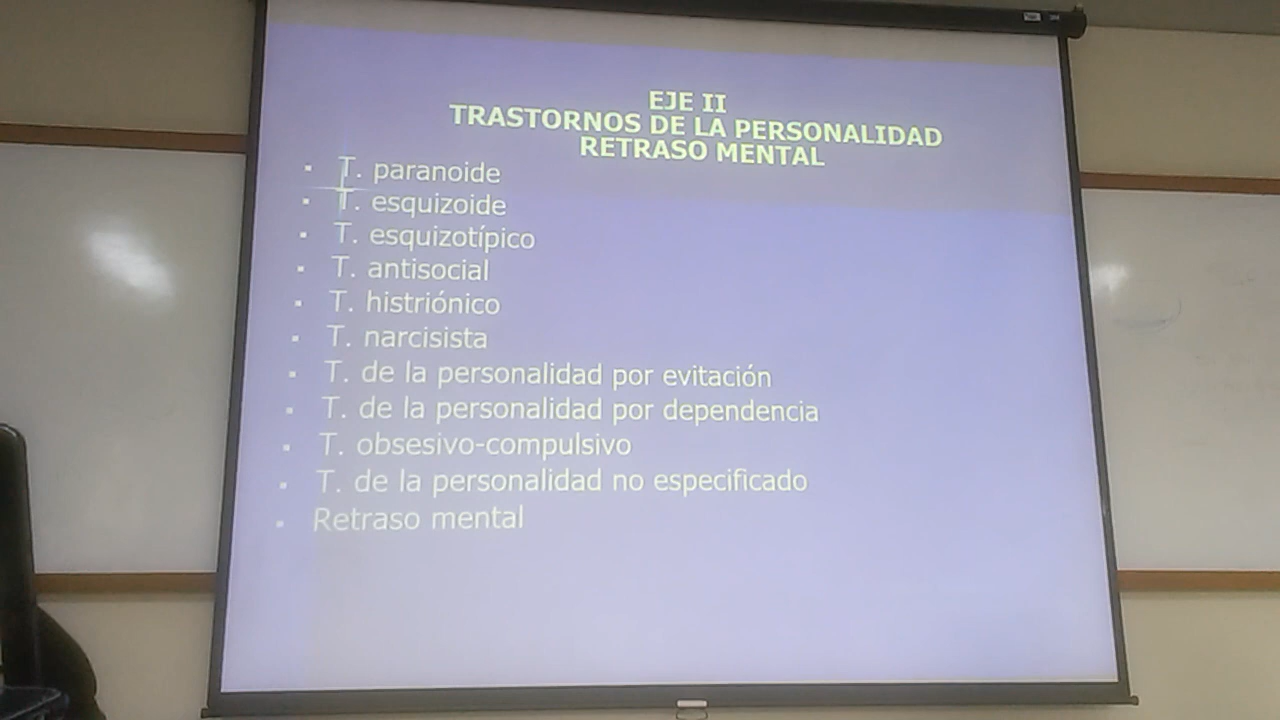 EJE II
TRASTORNOS DE LA PERSONALIDAD
RETRASO MENTAL
▪ T. paranoide
▪ T. esquizoide
▪ T. esquizotípico
▪ T. antisocial
▪ T. histriónico
▪ T. narcisista
▪ T. de la personalidad por evitación
▪ T. de la personalidad por dependencia
▪ T. obsesivo-compulsivo
▪ T. de la personalidad no especificado
▪ Retraso mental